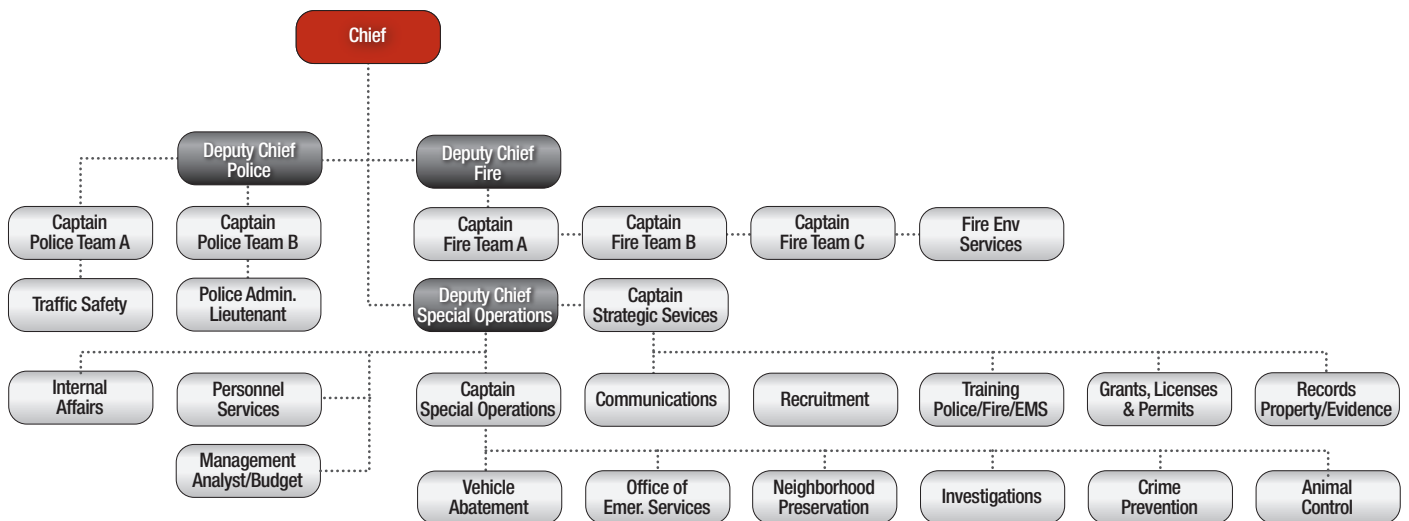 Chief
Deputy Chief
Police
Deputy Chief
Fire
Captain
Police Team A
Captain
Police Team B
Captain
Fire Team A
Captain
Fire Team B
Captain
Fire Team C
Fire Env
Services
Traffic Safety
Police Admin.
Lieutenant
Deputy Chief
Special Operations
Captain
Strategic Sevices
Internal
Affairs
Personnel
Services
Captain
Special Operations
Communications
Recruitment
Training
Police/Fire/EMS
Grants, Licenses
& Permits
Records
Property/Evidence
Management
Analyst/Budget
Vehicle
Abatement
Office of
Emer. Services
Neighborhood
Preservation
Investigations
Crime
Prevention
Animal
Control